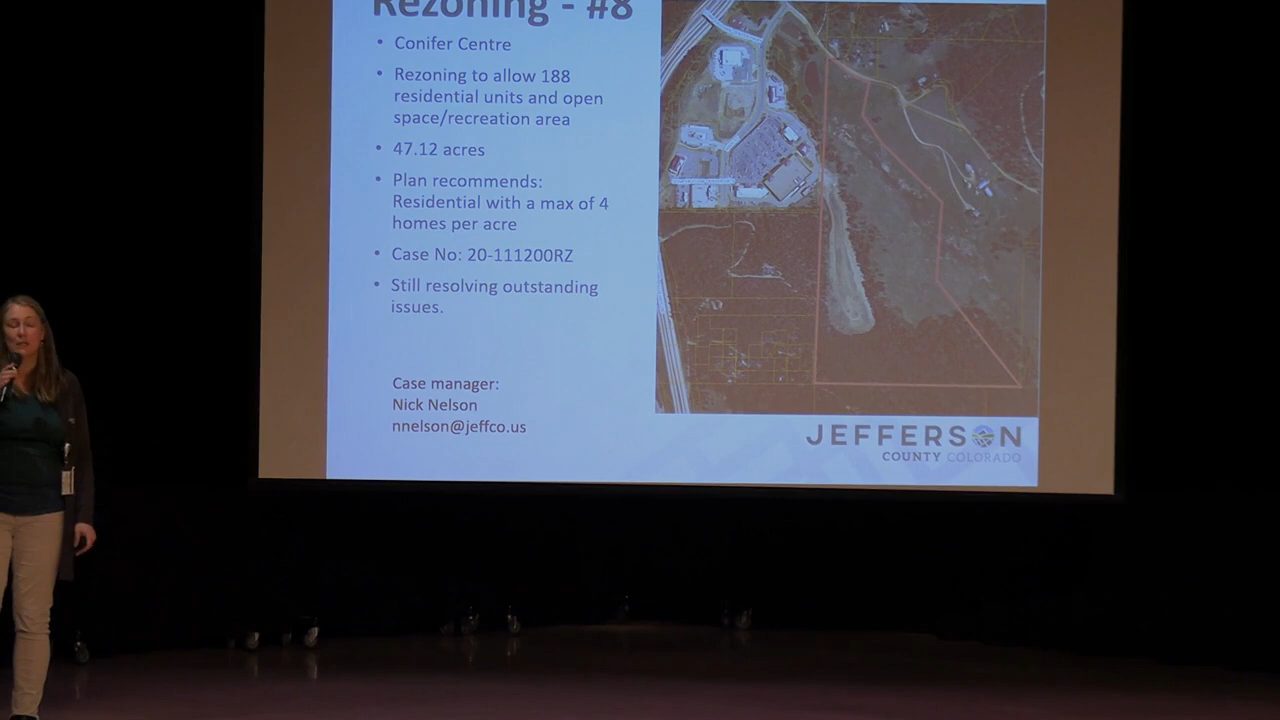 Rezoning - #8
• Conifer Centre
• Rezoning to allow 188
residential units and open
space/recreation area
• 47.12 acres
• Plan recommends:
Residential with a max of 4
homes per acre
• Case No: 20-111200RZ
• Still resolving outstanding
issues.
Case manager:
Nick Nelson
nnelson@jeffco.us
JEFFERSON
COUNTY COLORADO